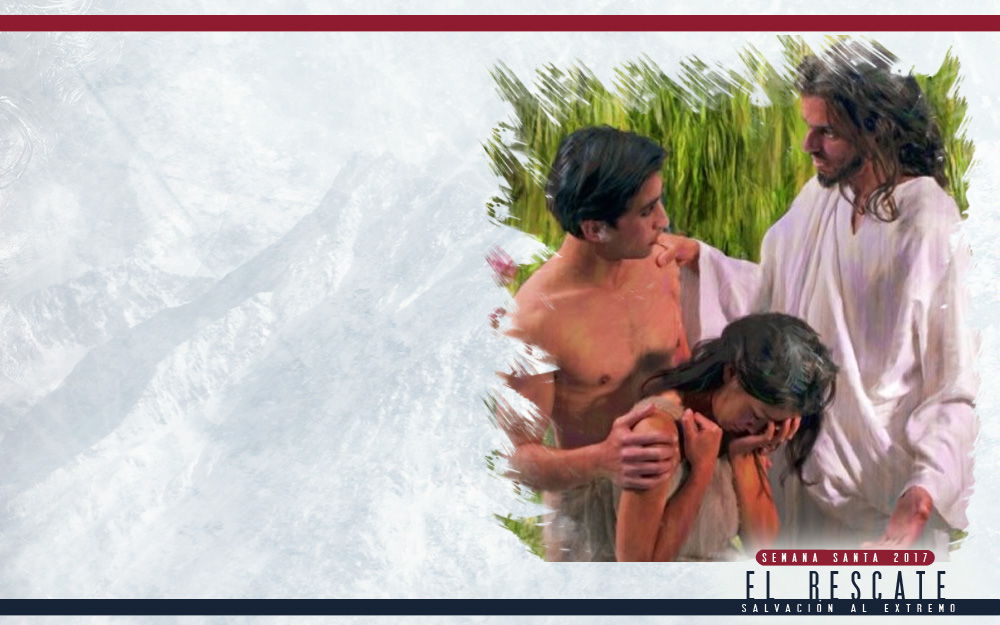 SEMANA SANTA 2017
EL RESCATE
SALVACIÓN AL EXTREMO